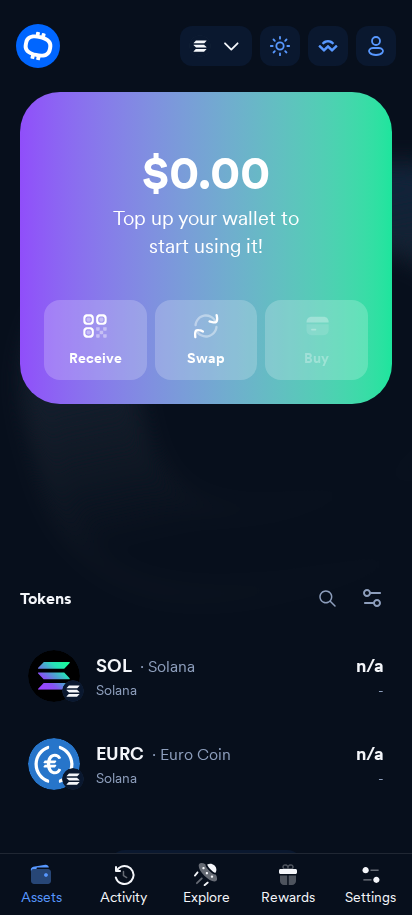 $0.00
Top up your wallet to
start using it!
Receive Swap Buy
Tokens
SOL · Solana n/a
Solana -
EURC · Euro Coin n/a
Solana -
Assets Activity Explore Rewards Settings